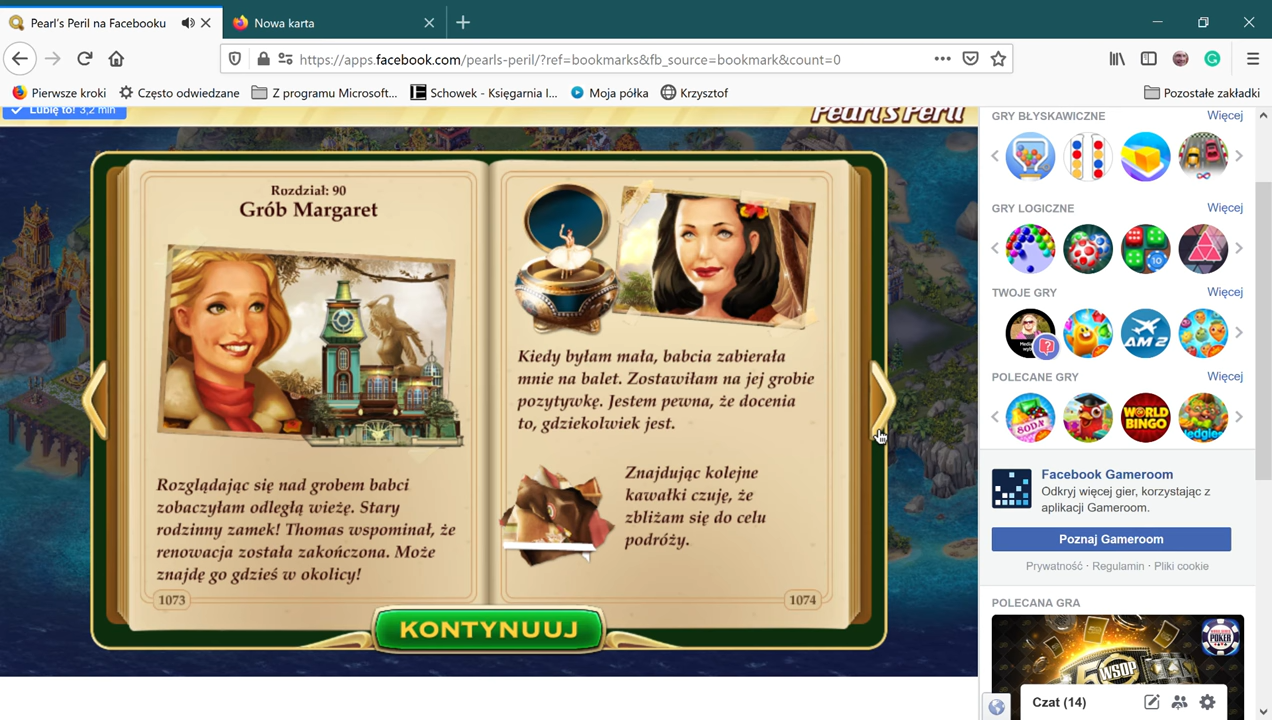 Pearl's Peril na Facebooku
Nowa karta
https://apps.facebook.com/pearls-peril/?ref=bookmarks&fb_source=bookmark&count=0
Pierwsze kroki
Często odwiedzane
Z programu Microsoft...
Schowek - Księgarnia I...
Moja półka
Krzysztof
Pozostałe zakładki
Lubię to! 3,2 mln
Pearl's Peril
Rozdział: 90
Grób Margaret
Rozglądając się nad grobem babci
zobaczyłam odległą wieżę. Stary
rodzinny zamek! Thomas wspominał, że
renowacja została zakończona. Może
znajdę go gdzieś w okolicy!
1073
Kiedy byłam mała, babcia zabierała
mnie na balet. Zostawiłam na jej grobie
pozytywkę. Jestem pewna, że docenia
to, gdziekolwiek jest.
Znajdując kolejne
kawałki czuję, że
zbliżam się do celu
podróży.
1074
KONTYNUUJ
GRY BŁYSKAWICZNE
Więcej
GRY LOGICZNE
Więcej
10
TWOJE GRY
Więcej
AM 2
POLECANE GRY
Więcej
SODA
WORLD
BINGO
Facebook Gameroom
Odkryj więcej gier, korzystając z
aplikacji Gameroom.
Poznaj Gameroom
Prywatność · Regulamin · Pliki cookie
POLECANA GRA
WSOP
POKER
Czat (14)